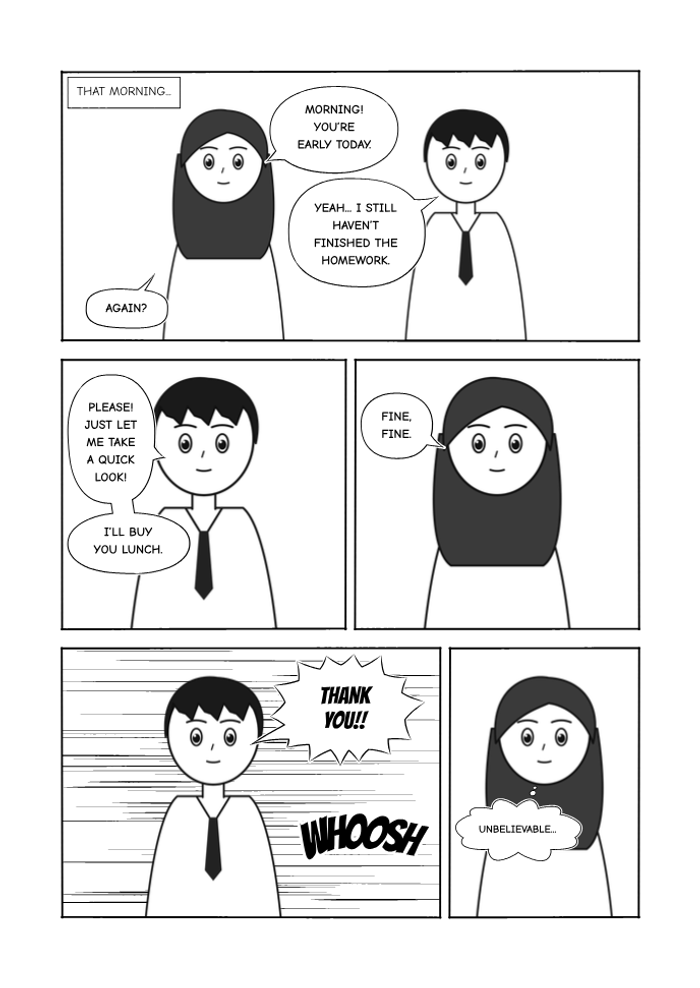 THAT MORNING...
MORNING!
YOU'RE
EARLY TODAY.
YEAH... I STILL
HAVEN'T
FINISHED THE
HOMEWORK.
AGAIN?
PLEASE!
JUST LET
ME TAKE
A QUICK
LOOK!
I'LL BUY
YOU LUNCH.
FINE,
FINE.
THANK
YOU!!
WHOOSH
UNBELIEVABLE...